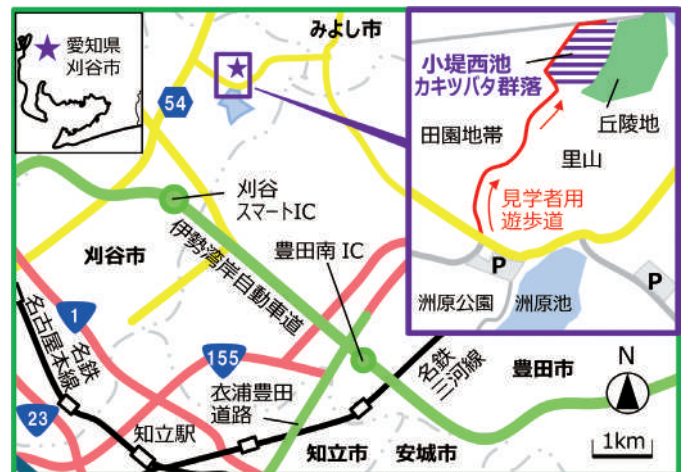 愛知県
刈谷市
みよし市
54
小堤西池
カキツバタ群落
田園地帯
丘陵地
里山
見学者用
遊歩道
P
P
洲原公園
洲原池
刈谷
スマートIC
刈谷市
伊勢湾岸自動車道
豊田南 IC
1
名鉄
名古屋本線
155
衣浦豊田
道路
名鉄
三河線
豊田市
N
23
知立駅
知立市
安城市
1km